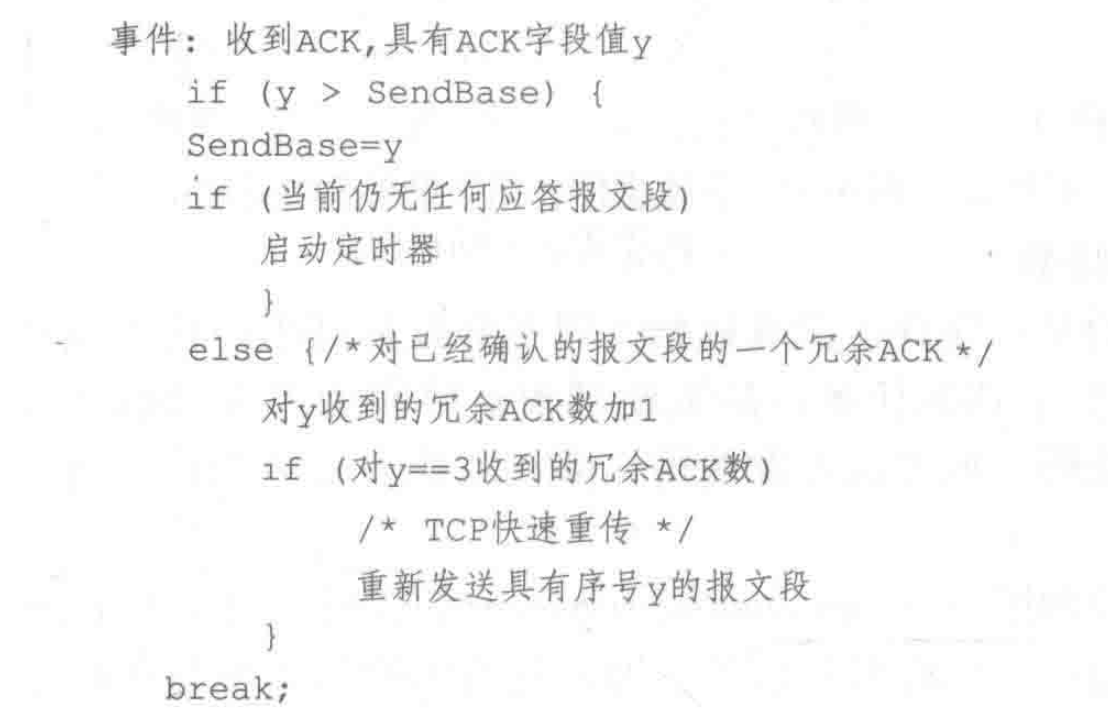 事件: 收到ACK,具有ACK字段值y
if (y > SendBase) {
SendBase=y
if (当前仍无任何应答报文段)
启动定时器
}
else {/*对已经确认的报文段的一个冗余ACK */
对y收到的冗余ACK数加1
if (对y==3收到的冗余ACK数)
/* TCP快速重传 */
重新发送具有序号y的报文段
}
break;